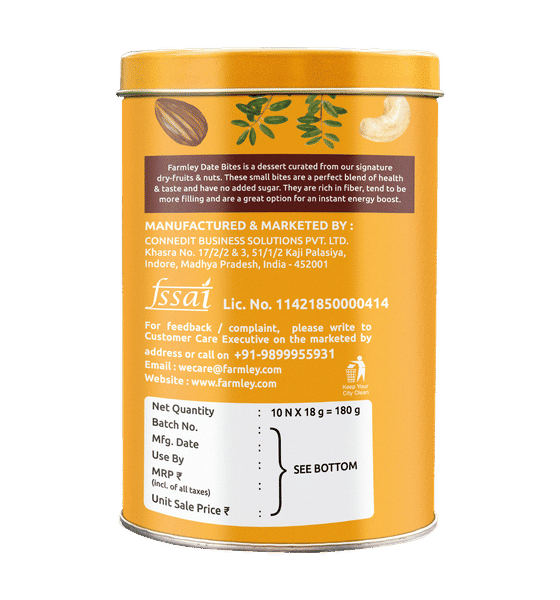 Farmley Date Bites is a dessert curated from our signature
dry-fruits & nuts. These small bites are a perfect blend of health
& taste and have no added sugar. They are rich in fiber, tend to be
more filling and are a great option for an instant energy boost.
MANUFACTURED & MARKETED BY :
CONNEDIT BUSINESS SOLUTIONS PVT. LTD.
Khasra No. 17/2/2 & 3, 51/1/2 Kaji Palasiya,
Indore, Madhya Pradesh, India - 452001
fssai Lic. No. 11421850000414
For feedback / complaint, please write to
Customer Care Executive on the marketed by
address or call on +91-9899955931
Email : wecare@farmley.com
Website : www.farmley.com
Keep Your
City Clean
Net Quantity : 10 N X 18 g = 180 g
Batch No. :
Mfg. Date :
Use By :
MRP ₹ :
(incl. of all taxes)
Unit Sale Price ₹ :
SEE BOTTOM